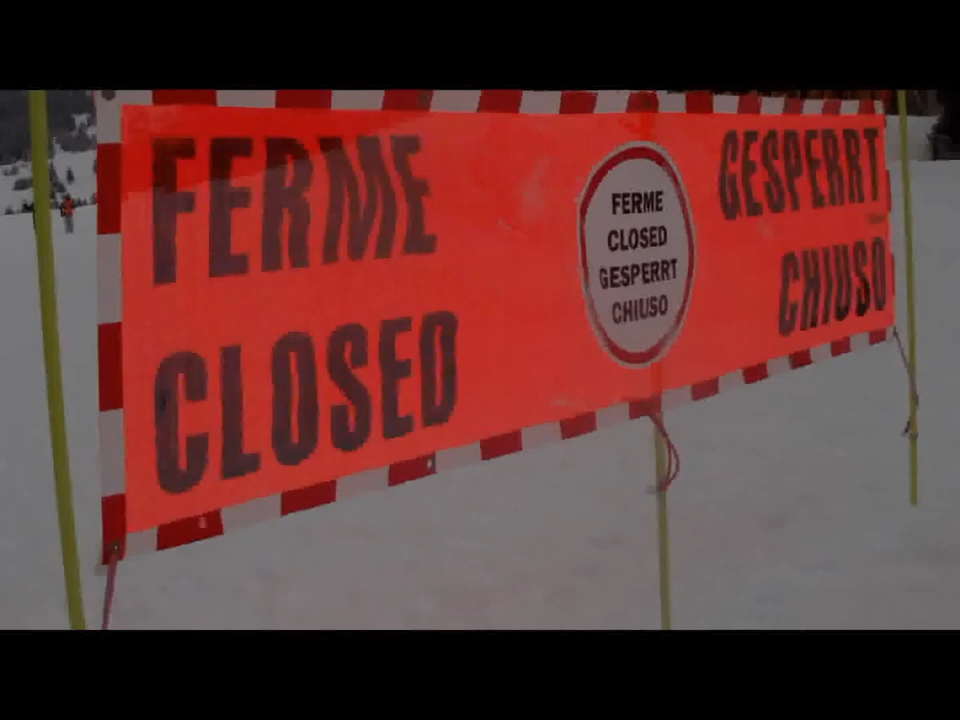 FERME
CLOSED
FERME
CLOSED
GESPERRT
CHIUSO
GESPERRT
CHIUSO